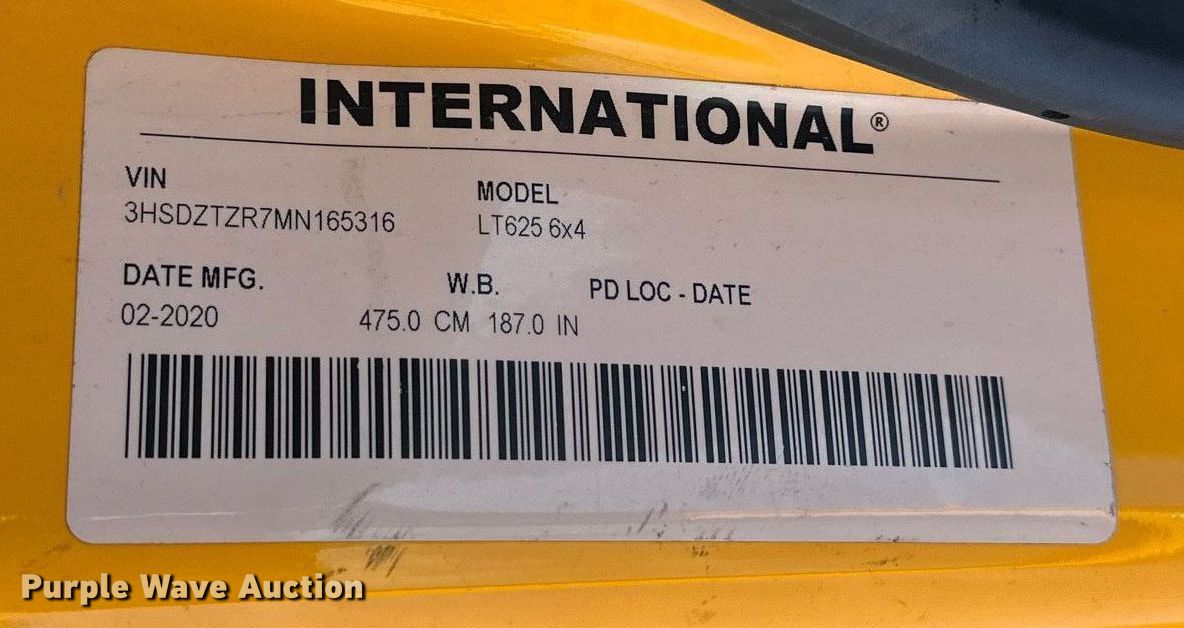 INTERNATIONAL®
VIN
3HSDZTZR7MN165316
MODEL
LT625 6x4
DATE MFG.
02-2020
W.B.
475.0 CM 187.0 IN
PD LOC - DATE
Purple Wave Auction